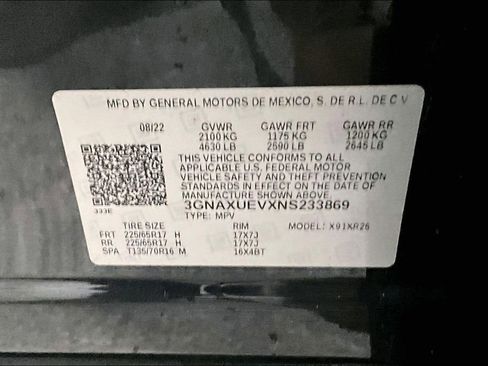 MFD BY GENERAL MOTORS DE MEXICO, S. DE R.L. DE C V
08/22 GVWR GAWR FRT GAWR RR
2100 KG 1175 KG 1200 KG
4630 LB 2590 LB 2645 LB
THIS VEHICLE CONFORMS TO ALL
APPLICABLE U.S. FEDERAL MOTOR
VEHICLE SAFETY AND THEFT PREVENTION
STANDARDS IN EFFECT ON THE DATE OF
MANUFACTURE SHOWN ABOVE.
333E 3GNAXUEVXNS233869
TYPE: MPV MODEL: X91XR26
TIRE SIZE RIM
FRT 225/65R17 H 17X7J
RR 225/65R17 H 17X7J
SPA T135/70R16 M 16X4BT